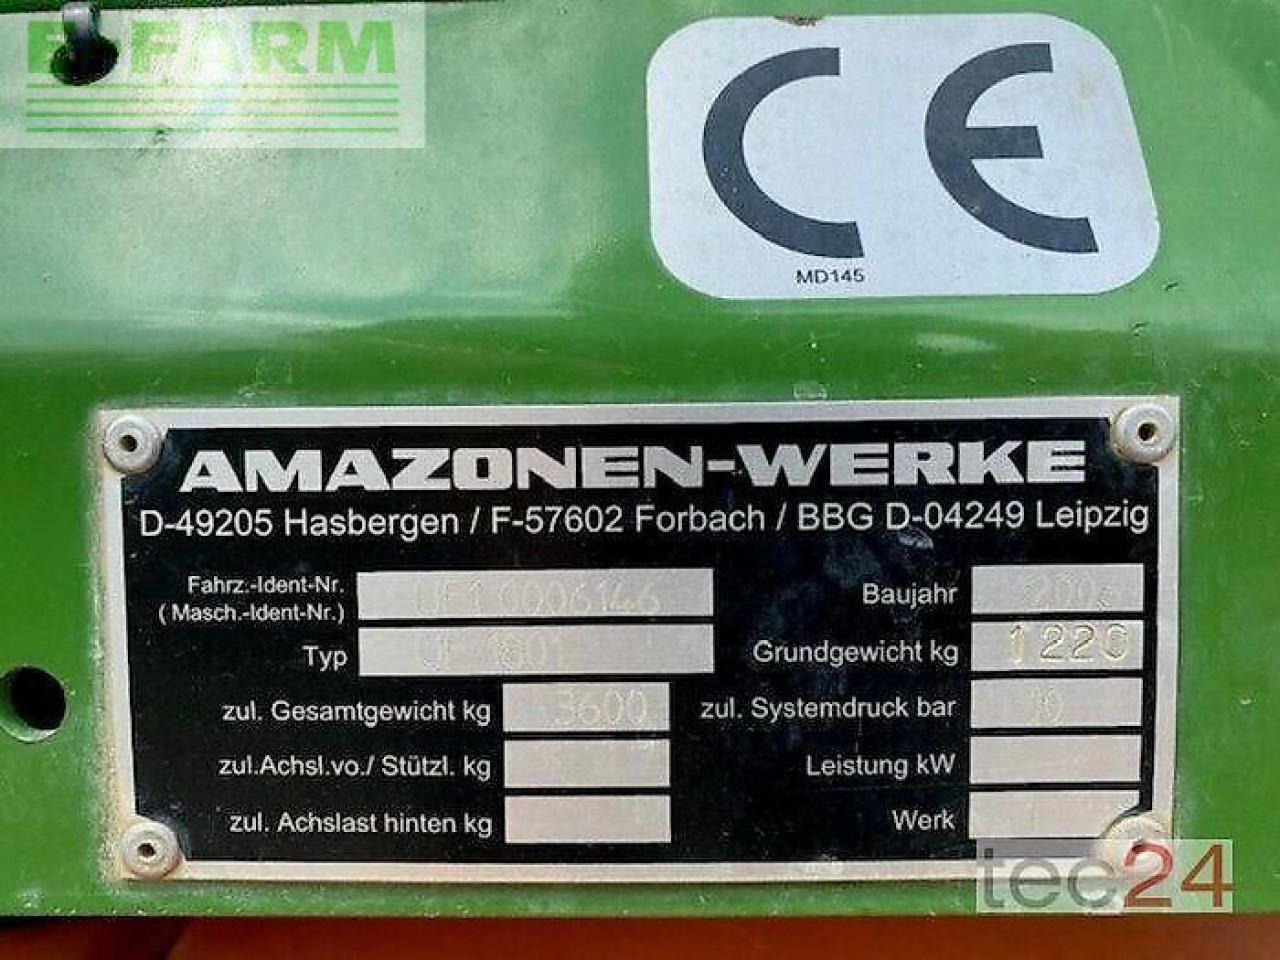 FARM
CE
MD145
AMAZONEN-WERKE
D-49205 Hasbergen / F-57602 Forbach / BBG D-04249 Leipzig
Fahrz.-Ident-Nr.
(Masch.-Ident-Nr.)
UF10006146
Typ
zul. Gesamtgewicht kg 3600
zul.Achsl.vo./ Stützl. kg
zul. Achslast hinten kg
Baujahr
Grundgewicht kg 1220
zul. Systemdruck bar 10
Leistung kW
Werk
tec24